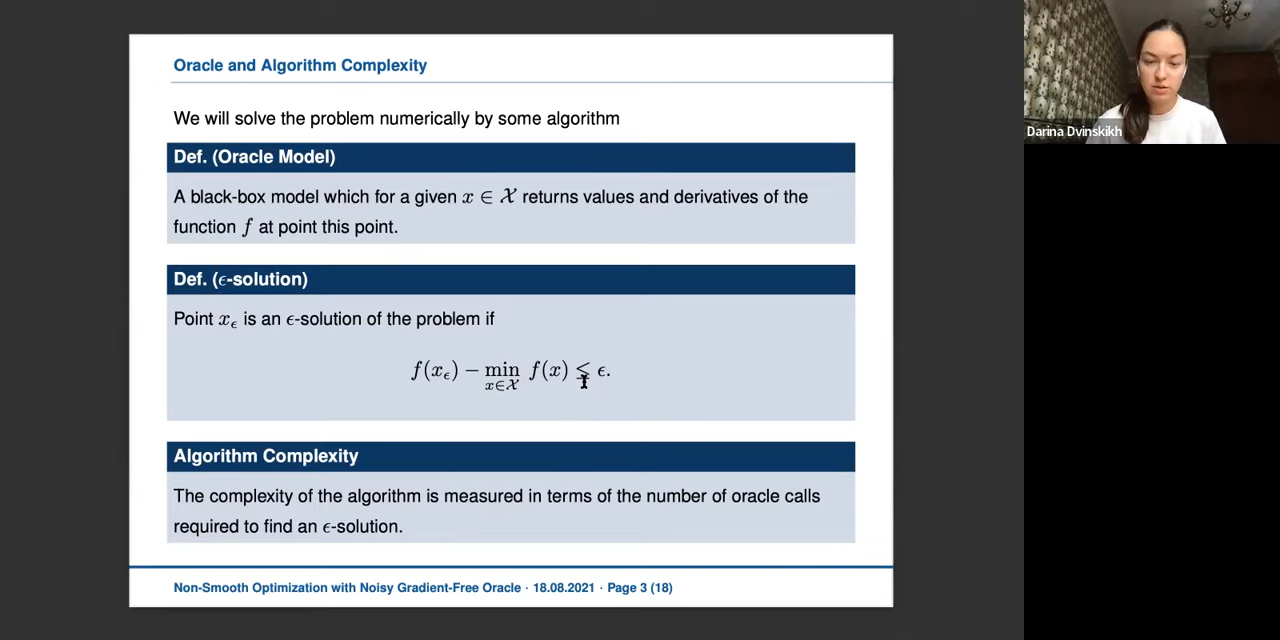 Oracle and Algorithm Complexity
We will solve the problem numerically by some algorithm
Def. (Oracle Model)
A black-box model which for a given x ∈ 𝒳 returns values and derivatives of the
function f at point this point.
Def. (ϵ-solution)
Point x_ϵ is an ϵ-solution of the problem if
f(x_ϵ) − min_{x∈𝒳} f(x) ≤ ϵ.
Algorithm Complexity
The complexity of the algorithm is measured in terms of the number of oracle calls
required to find an ϵ-solution.
Non-Smooth Optimization with Noisy Gradient-Free Oracle · 18.08.2021 · Page 3 (18)
Darina Dvinskikh